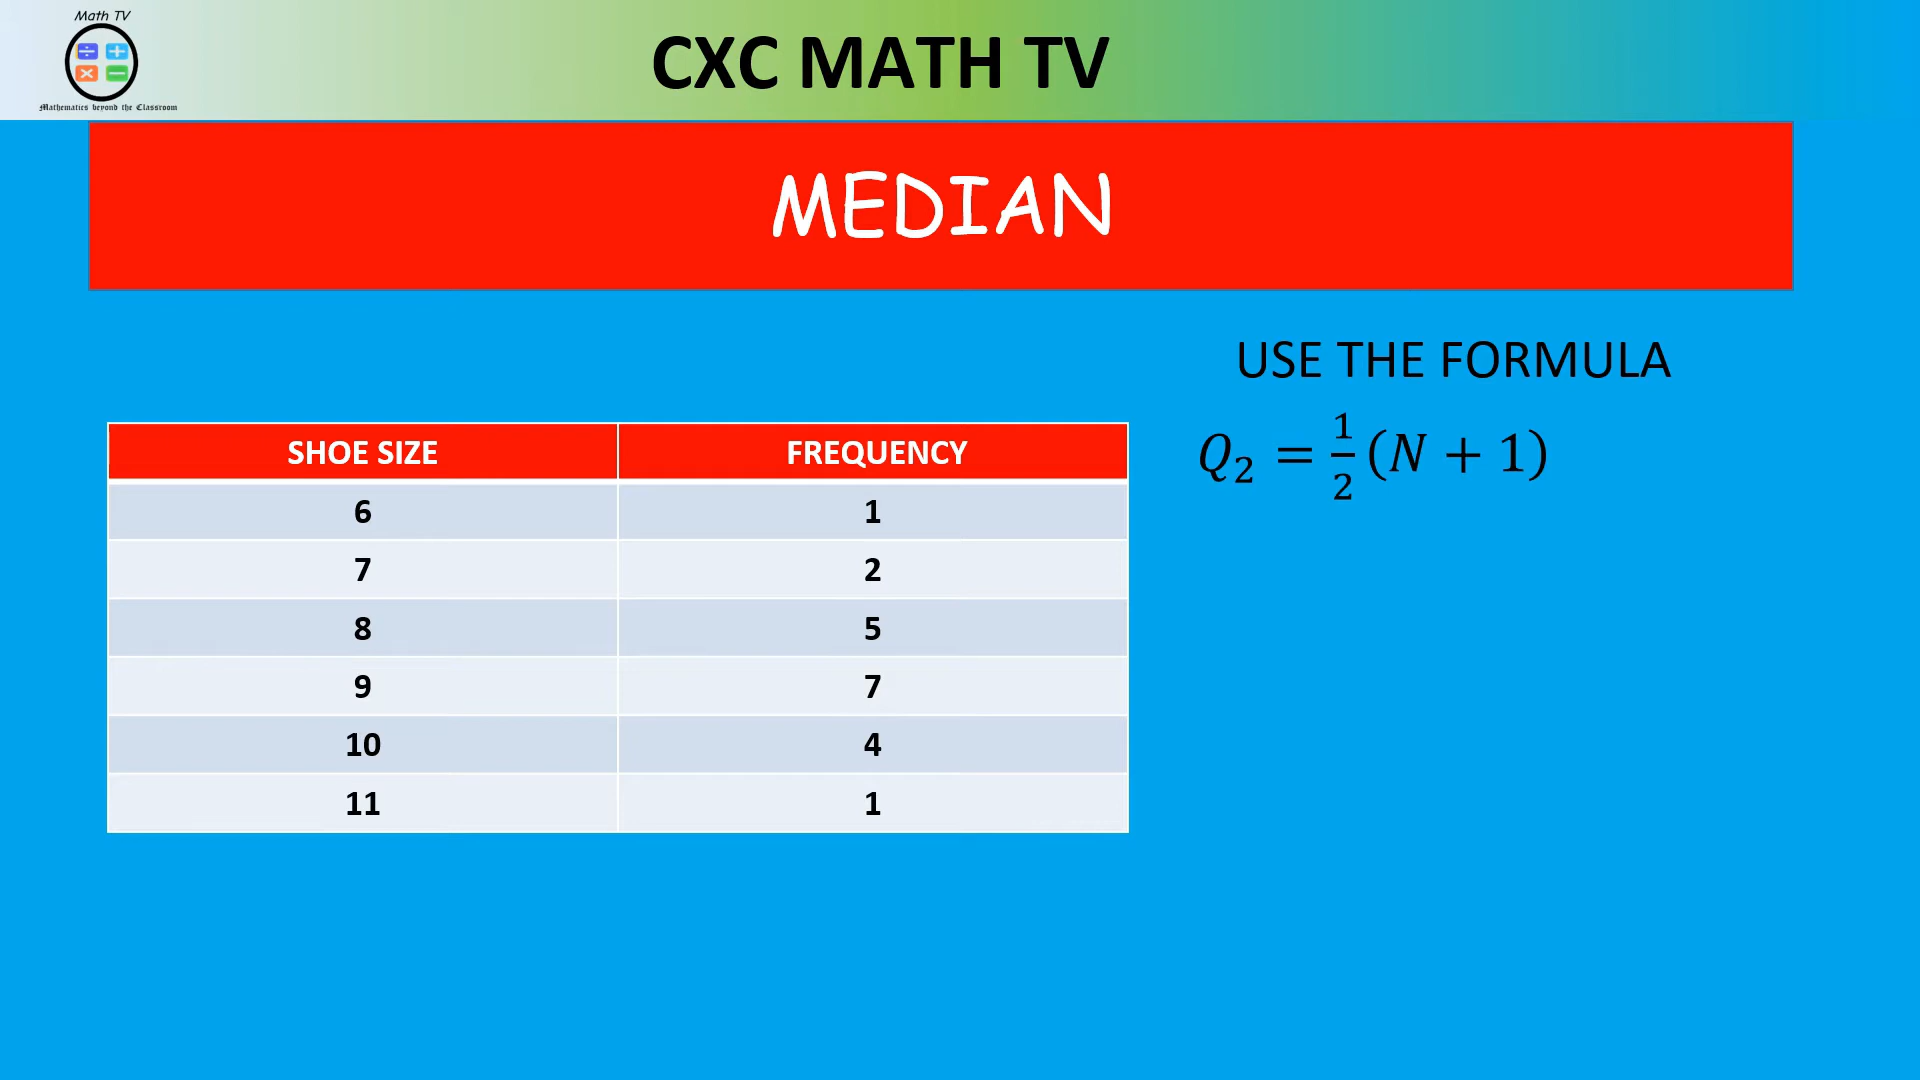 Math TV
Mathematics beyond the Classroom
CXC MATH TV
MEDIAN
USE THE FORMULA
Q₂ = 1/2 (N + 1)
SHOE SIZE FREQUENCY
6 1
7 2
8 5
9 7
10 4
11 1